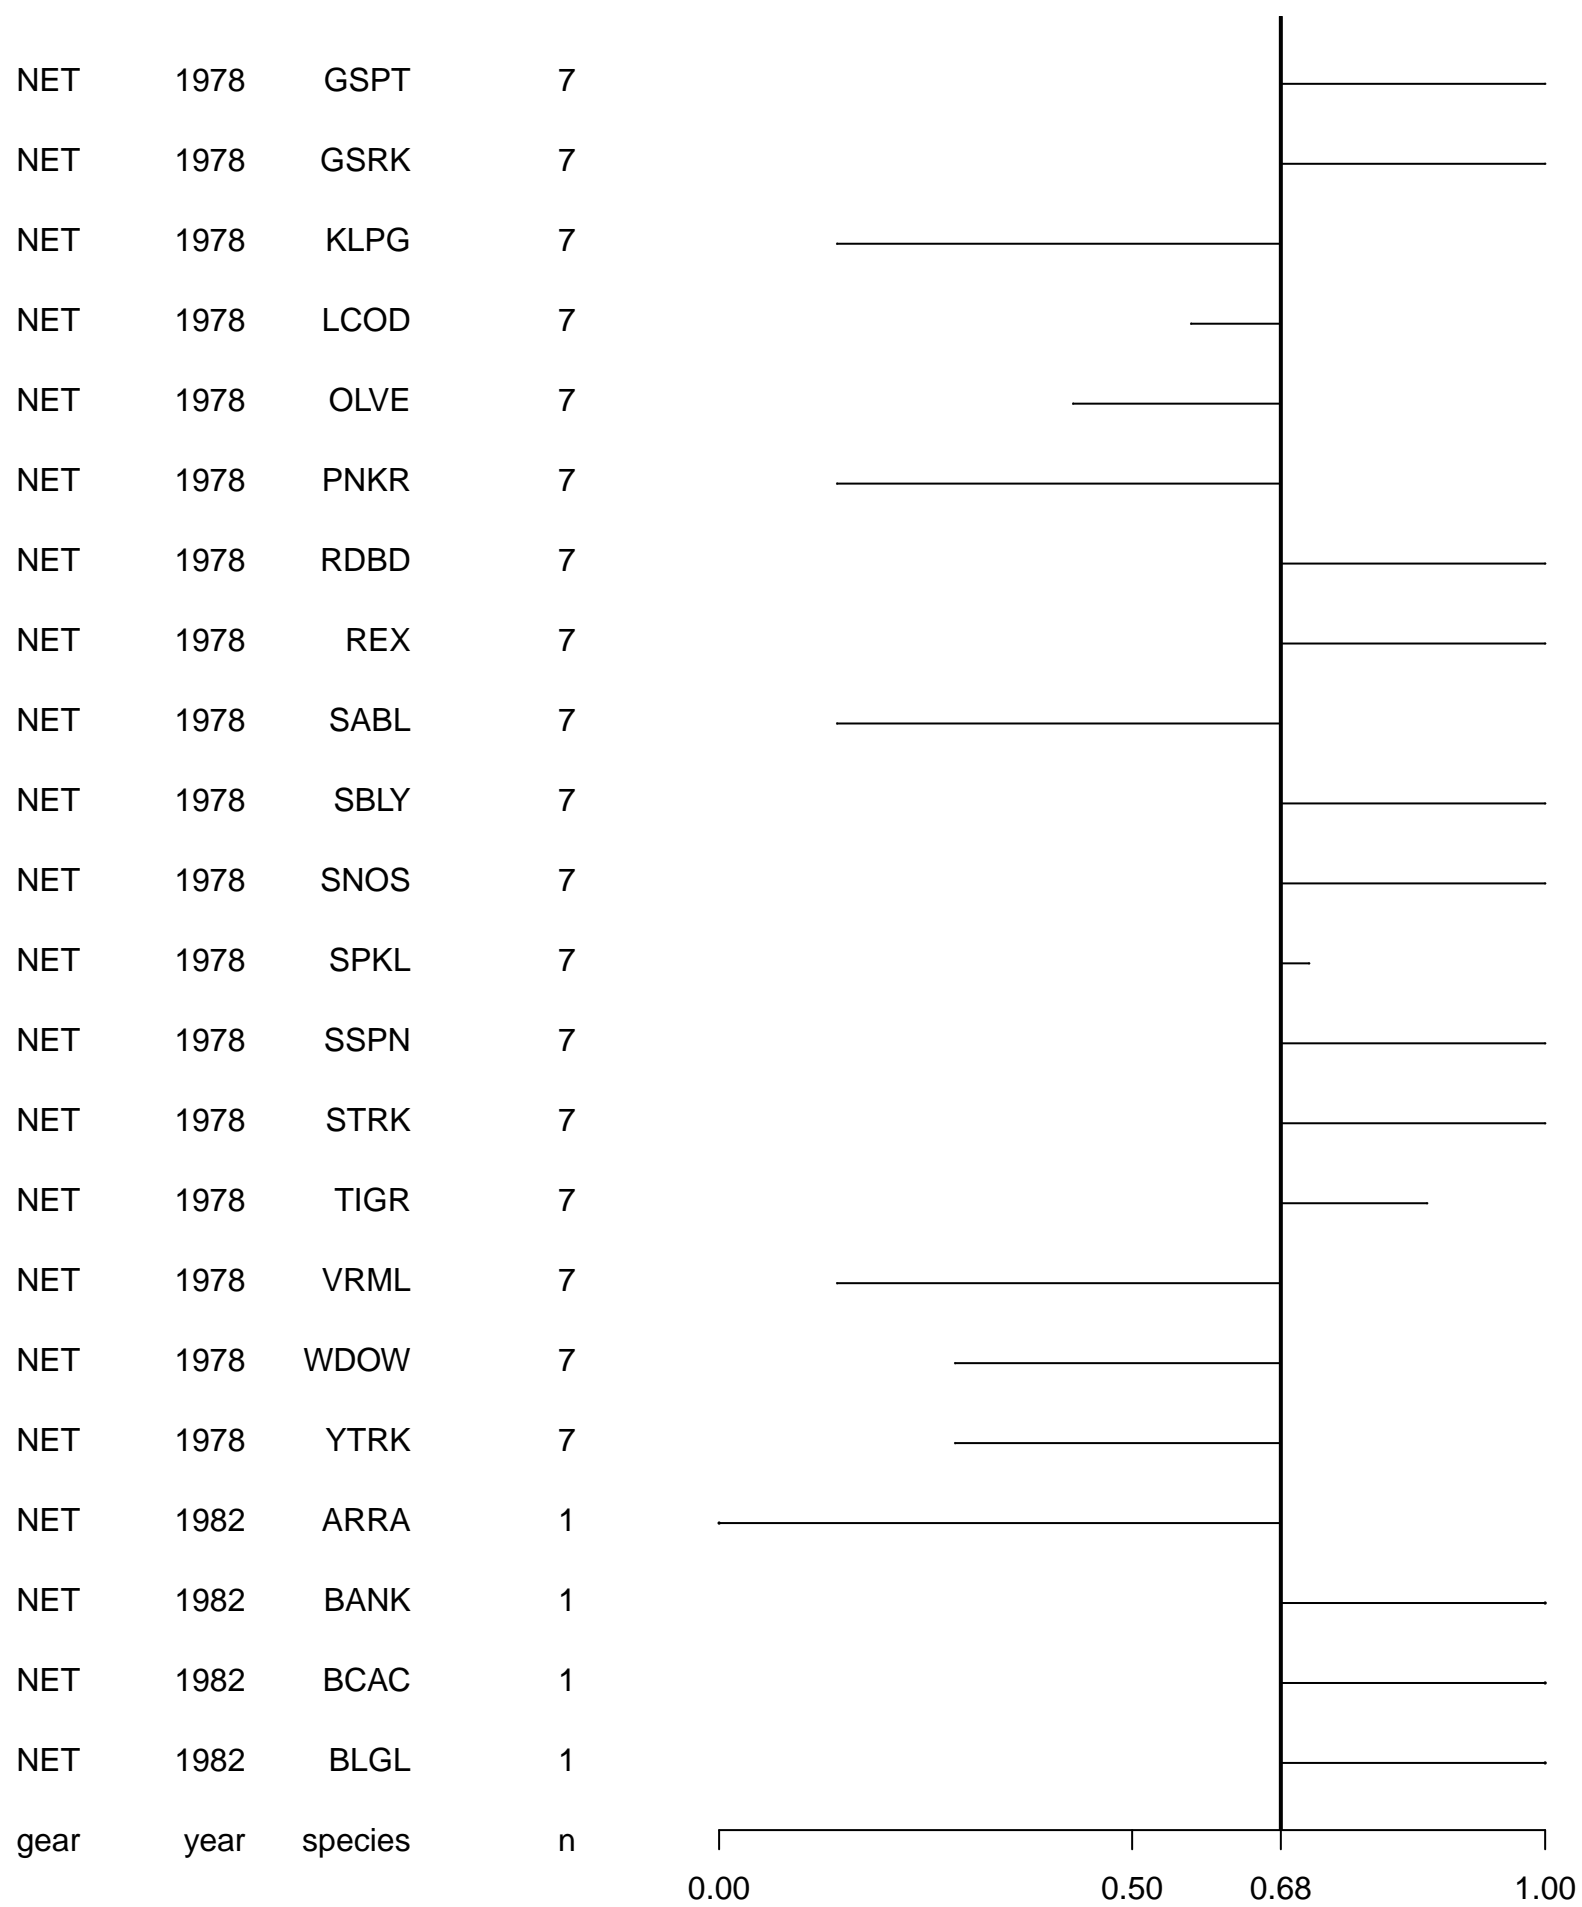 NET 1978 GSPT 7
NET 1978 GSRK 7
NET 1978 KLPG 7
NET 1978 LCOD 7
NET 1978 OLVE 7
NET 1978 PNKR 7
NET 1978 RDBD 7
NET 1978 REX 7
NET 1978 SABL 7
NET 1978 SBLY 7
NET 1978 SNOS 7
NET 1978 SPKL 7
NET 1978 SSPN 7
NET 1978 STRK 7
NET 1978 TIGR 7
NET 1978 VRML 7
NET 1978 WDOW 7
NET 1978 YTRK 7
NET 1982 ARRA 1
NET 1982 BANK 1
NET 1982 BCAC 1
NET 1982 BLGL 1
gear year species n
0.00 0.50 0.68 1.00